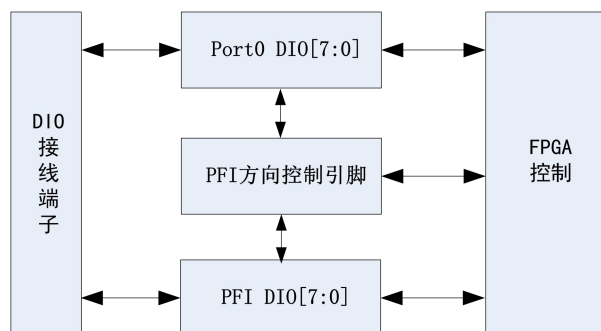 DIO
接
线
端
子
Port0 DIO[7:0]
PFI方向控制引脚
PFI DIO[7:0]
FPGA
控制